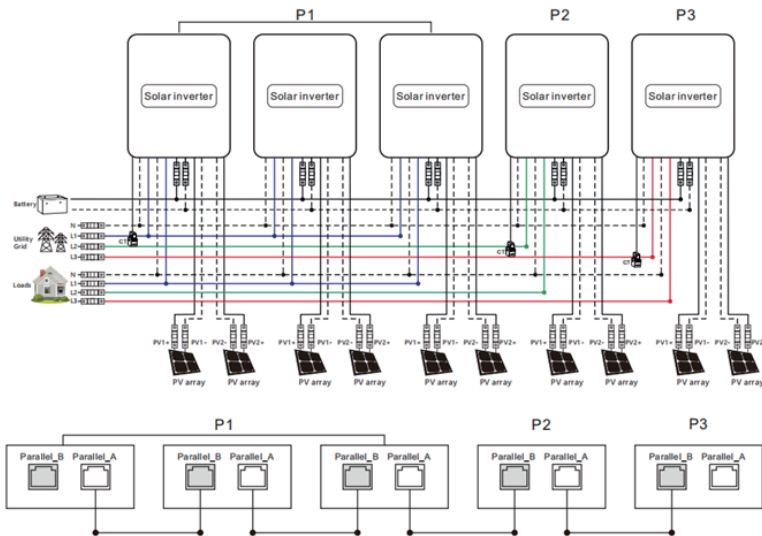 P1 P2 P3
Solar inverter Solar inverter Solar inverter Solar inverter Solar inverter
Battery
N
Utility Grid
L1
CT
L2
CT
L3
CT
N
Loads
L1
L2
L3
PV1+ PV1- PV2- PV2+ PV1+ PV1- PV2- PV2+ PV1+ PV1- PV2- PV2+ PV1+ PV1- PV2- PV2+ PV1+ PV1- PV2- PV2
PV array PV array PV array PV array PV array PV array PV array PV array PV array PV array
P1 P2 P3
Parallel_B Parallel_A Parallel_B Parallel_A Parallel_B Parallel_A Parallel_B Parallel_A Parallel_B Parallel_A